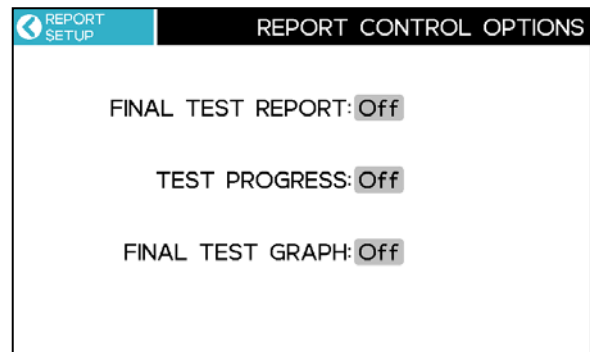 REPORT
SETUP
REPORT CONTROL OPTIONS
FINAL TEST REPORT: Off
TEST PROGRESS: Off
FINAL TEST GRAPH: Off